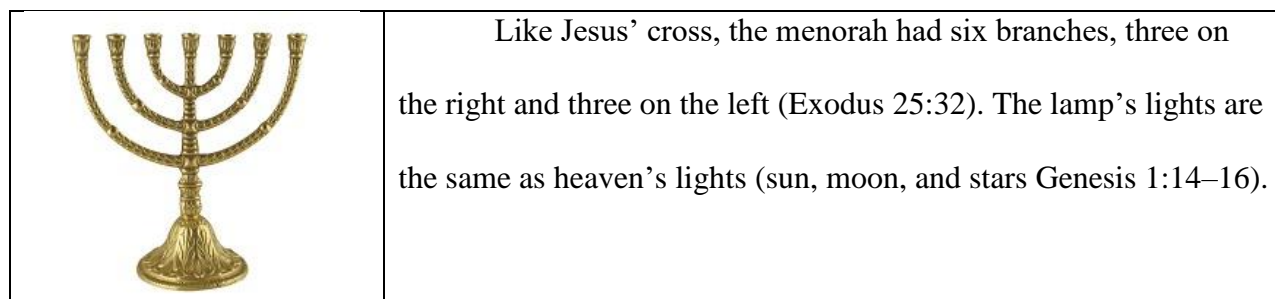 Like Jesus’ cross, the menorah had six branches, three on
the right and three on the left (Exodus 25:32). The lamp’s lights are
the same as heaven’s lights (sun, moon, and stars Genesis 1:14–16).